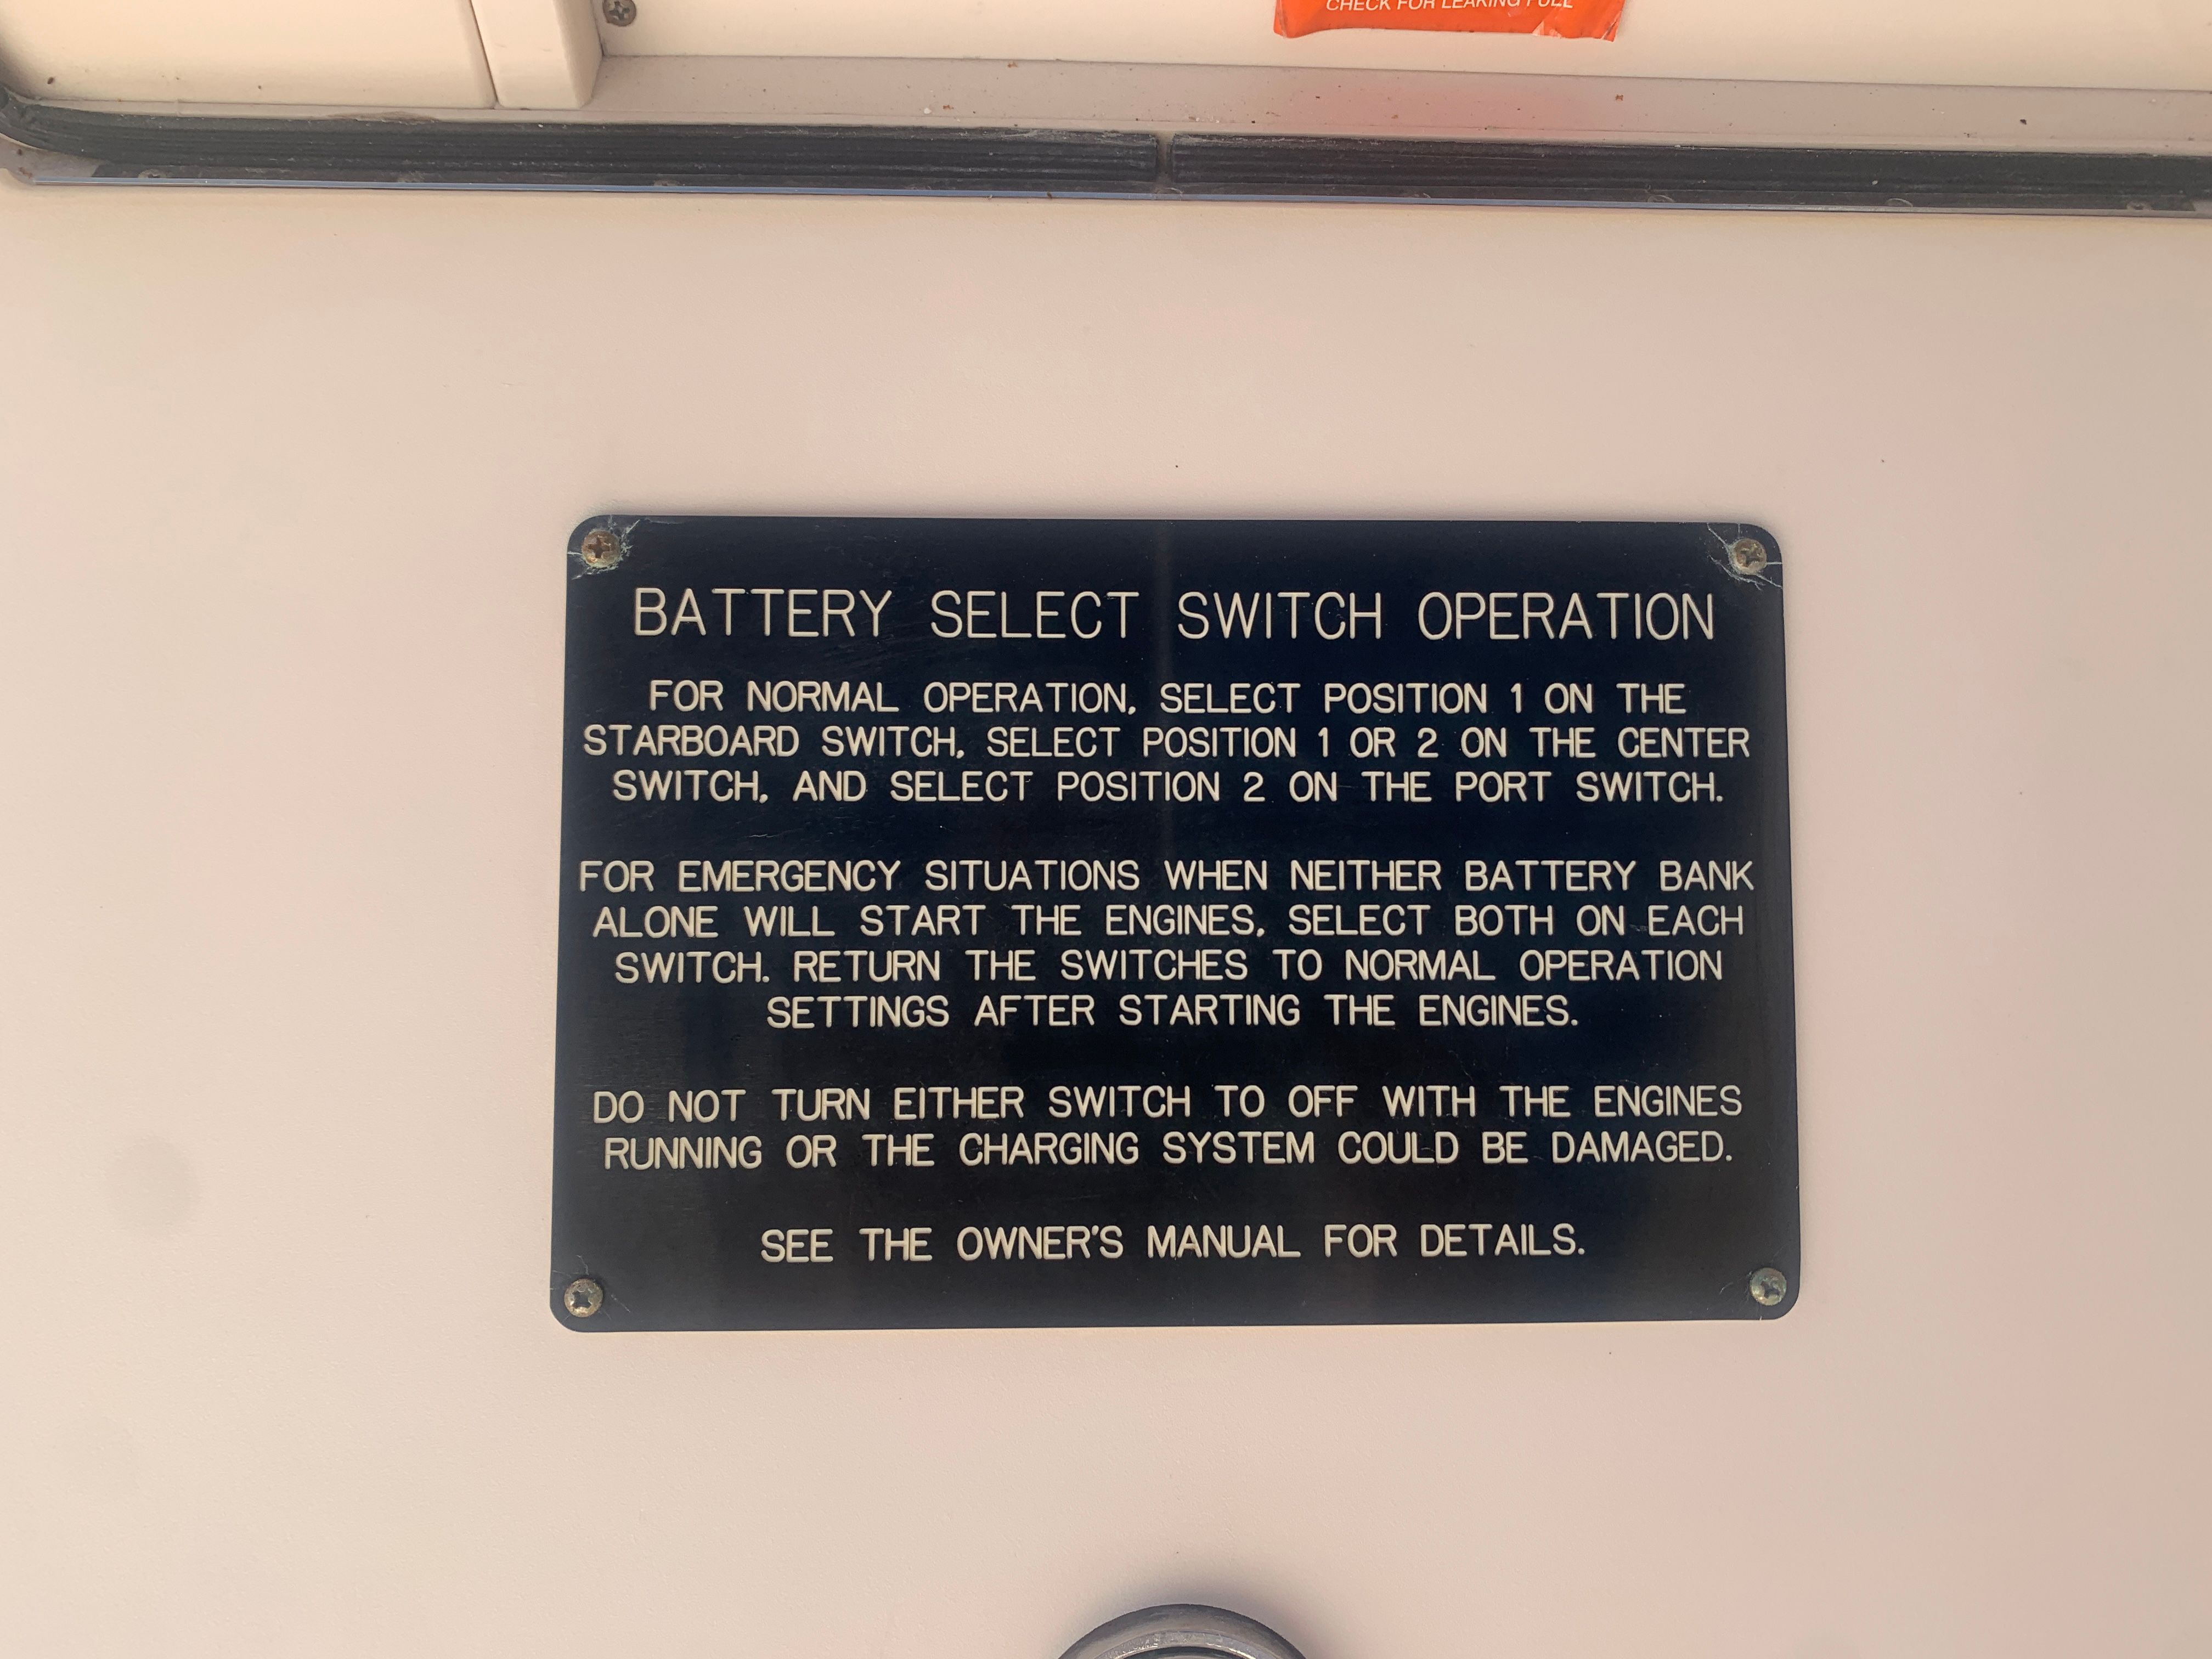 CHECK FOR LEAKING FUEL
BATTERY SELECT SWITCH OPERATION
FOR NORMAL OPERATION, SELECT POSITION 1 ON THE
STARBOARD SWITCH, SELECT POSITION 1 OR 2 ON THE CENTER
SWITCH, AND SELECT POSITION 2 ON THE PORT SWITCH.
FOR EMERGENCY SITUATIONS WHEN NEITHER BATTERY BANK
ALONE WILL START THE ENGINES, SELECT BOTH ON EACH
SWITCH. RETURN THE SWITCHES TO NORMAL OPERATION
SETTINGS AFTER STARTING THE ENGINES.
DO NOT TURN EITHER SWITCH TO OFF WITH THE ENGINES
RUNNING OR THE CHARGING SYSTEM COULD BE DAMAGED.
SEE THE OWNER'S MANUAL FOR DETAILS.